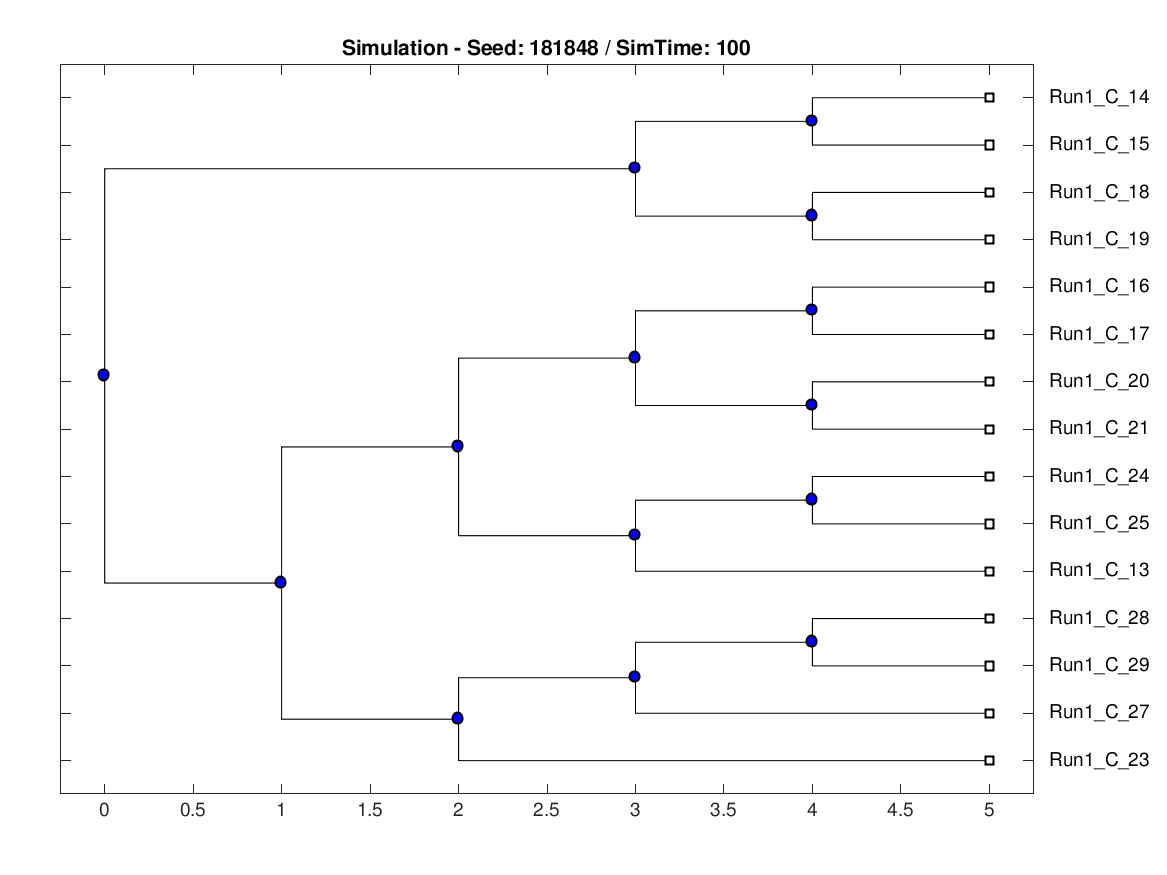 Simulation - Seed: 181848 / SimTime: 100
Run1_C_14
Run1_C_15
Run1_C_18
Run1_C_19
Run1_C_16
Run1_C_17
Run1_C_20
Run1_C_21
Run1_C_24
Run1_C_25
Run1_C_13
Run1_C_28
Run1_C_29
Run1_C_27
Run1_C_23
0 0.5 1 1.5 2 2.5 3 3.5 4 4.5 5